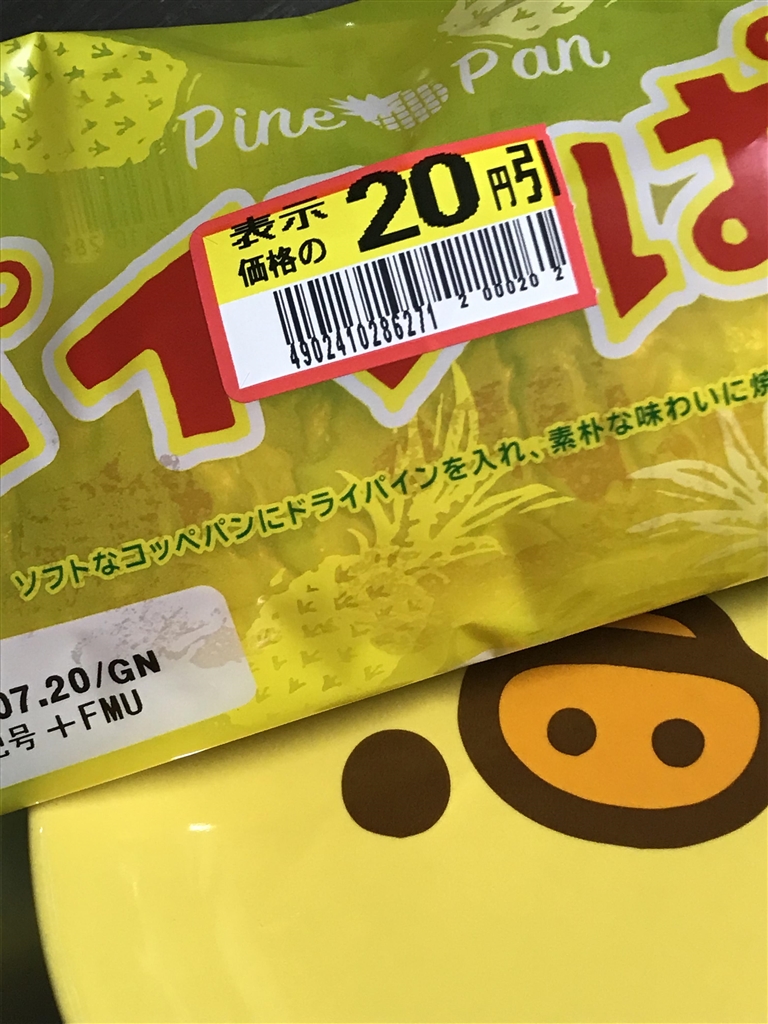 Pine Pan
パインぱ
表示
価格の
20円引
4902410286271 2 00020 2
ソフトなコッペパンにドライパインを入れ、素朴な味わいに焼
07.20/GN
号 +FMU